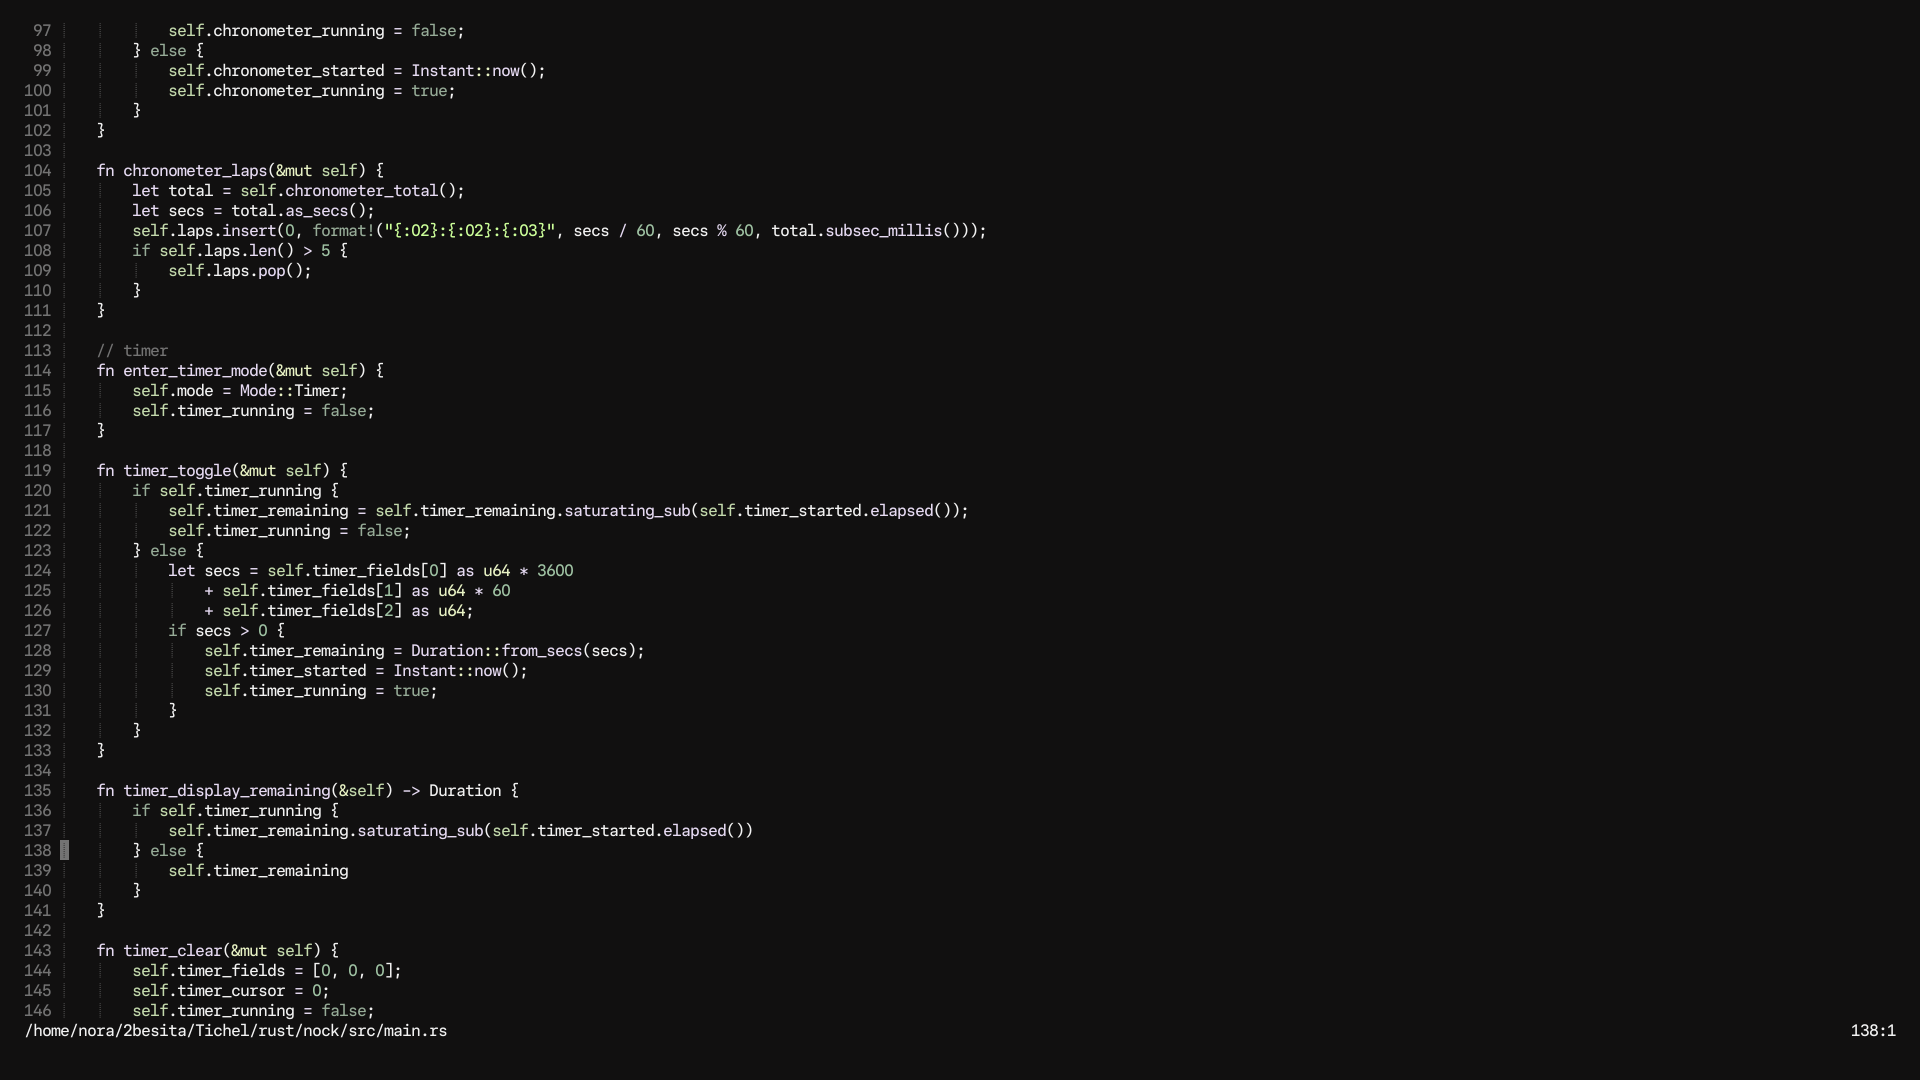 97 self.chronometer_running = false;
98 } else {
99 self.chronometer_started = Instant::now();
100 self.chronometer_running = true;
101 }
102 }
103
104 fn chronometer_laps(&mut self) {
105 let total = self.chronometer_total();
106 let secs = total.as_secs();
107 self.laps.insert(0, format!("{:02}:{:02}:{:03}", secs / 60, secs % 60, total.subsec_millis()));
108 if self.laps.len() > 5 {
109 self.laps.pop();
110 }
111 }
112
113 // timer
114 fn enter_timer_mode(&mut self) {
115 self.mode = Mode::Timer;
116 self.timer_running = false;
117 }
118
119 fn timer_toggle(&mut self) {
120 if self.timer_running {
121 self.timer_remaining = self.timer_remaining.saturating_sub(self.timer_started.elapsed());
122 self.timer_running = false;
123 } else {
124 let secs = self.timer_fields[0] as u64 * 3600
125 + self.timer_fields[1] as u64 * 60
126 + self.timer_fields[2] as u64;
127 if secs > 0 {
128 self.timer_remaining = Duration::from_secs(secs);
129 self.timer_started = Instant::now();
130 self.timer_running = true;
131 }
132 }
133 }
134
135 fn timer_display_remaining(&self) -> Duration {
136 if self.timer_running {
137 self.timer_remaining.saturating_sub(self.timer_started.elapsed())
138 } else {
139 self.timer_remaining
140 }
141 }
142
143 fn timer_clear(&mut self) {
144 self.timer_fields = [0, 0, 0];
145 self.timer_cursor = 0;
146 self.timer_running = false;
/home/nora/2besita/Tichel/rust/nock/src/main.rs 138:1